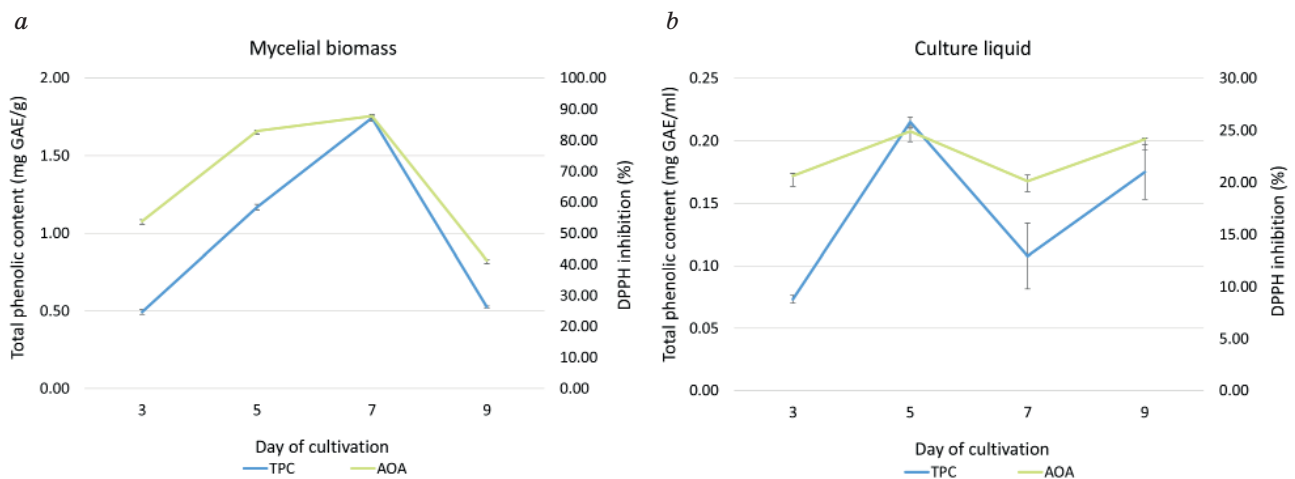 a
Mycelial biomass
Total phenolic content (mg GAE/g)
2.00
1.50
1.00
0.50
0.00
100.00
90.00
80.00
70.00
60.00
50.00
40.00
30.00
20.00
10.00
0.00
DPPH inhibition (%)
3 5 7 9
Day of cultivation
TPC AOA
b
Culture liquid
Total phenolic content (mg GAE/ml)
0.25
0.20
0.15
0.10
0.05
0.00
30.00
25.00
20.00
15.00
10.00
5.00
0.00
DPPH inhibition (%)
3 5 7 9
Day of cultivation
TPC AOA